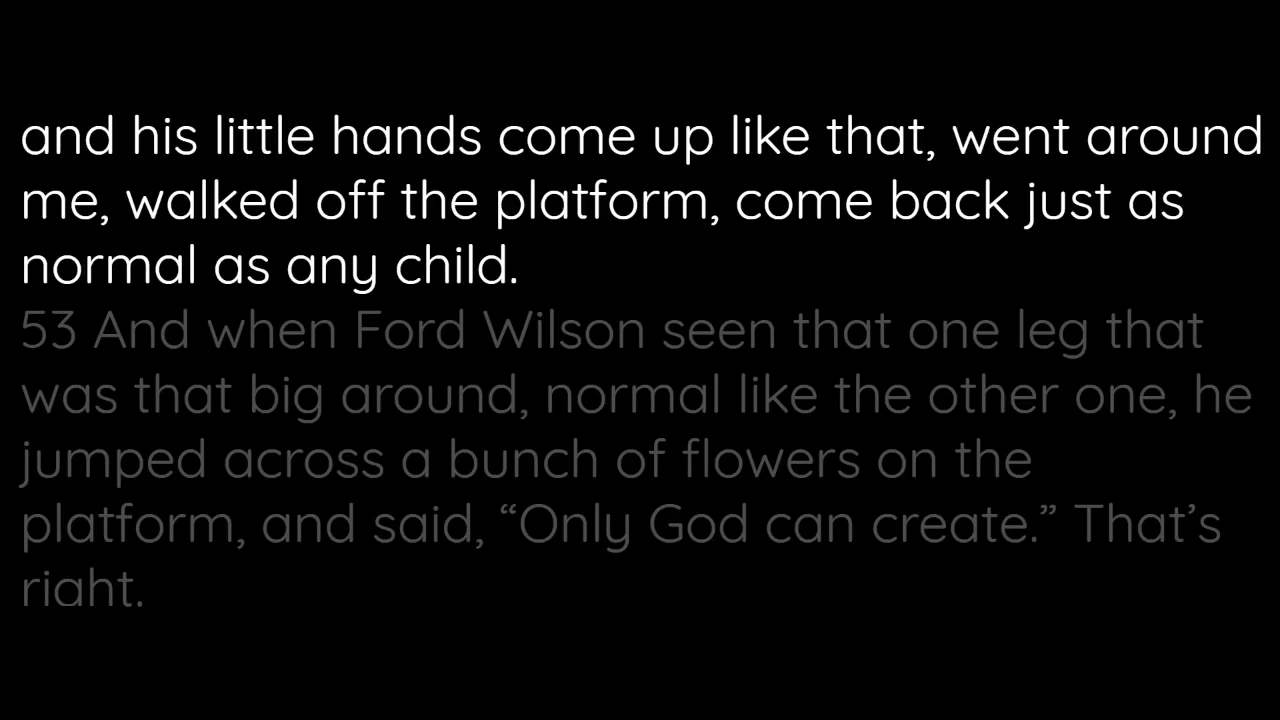 and his little hands come up like that, went around
me, walked off the platform, come back just as
normal as any child.
53 And when Ford Wilson seen that one leg that
was that big around, normal like the other one, he
jumped across a bunch of flowers on the
platform, and said, “Only God can create.” That’s
right.